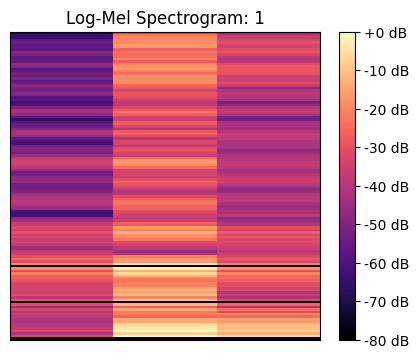 Log-Mel Spectrogram: 1
+0 dB
-10 dB
-20 dB
-30 dB
-40 dB
-50 dB
-60 dB
-70 dB
-80 dB